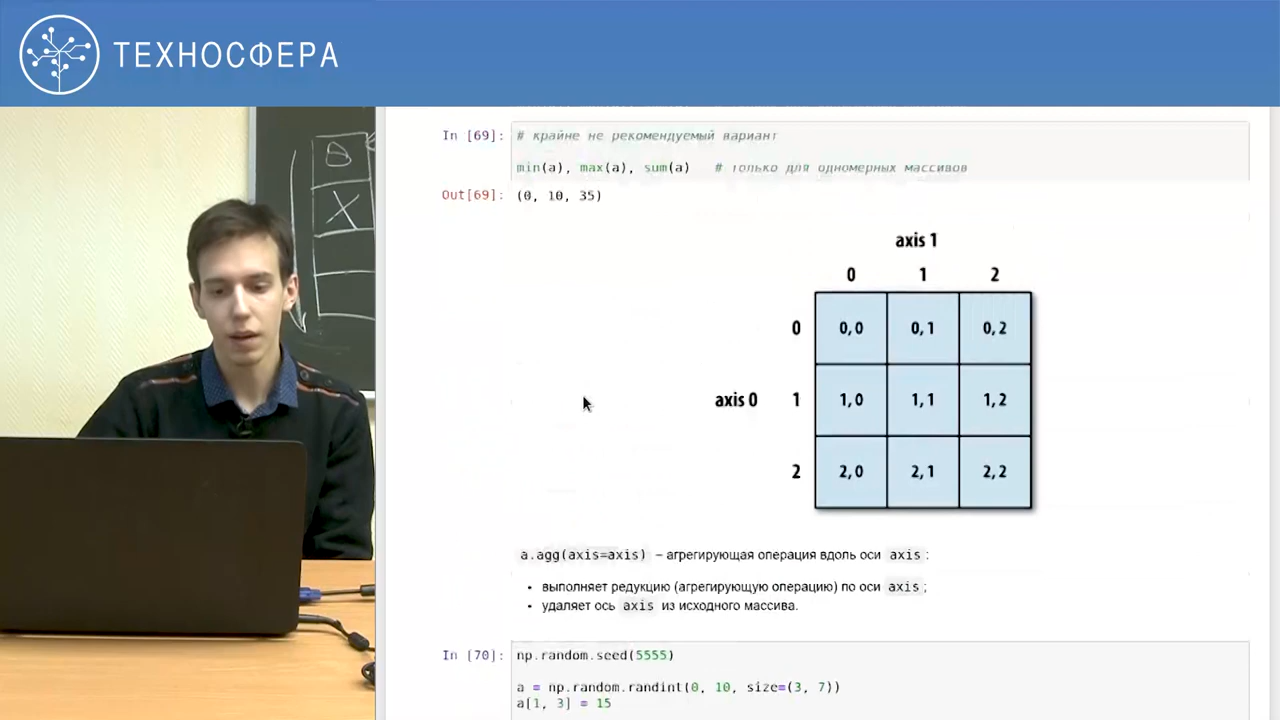 ТЕХНОСФЕРА
In [69]: # крайне не рекомендуемый вариант
min(a), max(a), sum(a) # только для одномерных массивов
Out[69]: (0, 10, 35)
axis 1
0 1 2
0 0, 0 0, 1 0, 2
axis 0 1 1, 0 1, 1 1, 2
2 2, 0 2, 1 2, 2
a.agg(axis=axis) – агрегирующая операция вдоль оси axis :
• выполняет редукцию (агрегирующую операцию) по оси axis ;
• удаляет ось axis из исходного массива.
In [70]: np.random.seed(5555)
a = np.random.randint(0, 10, size=(3, 7))
a[1, 3] = 15